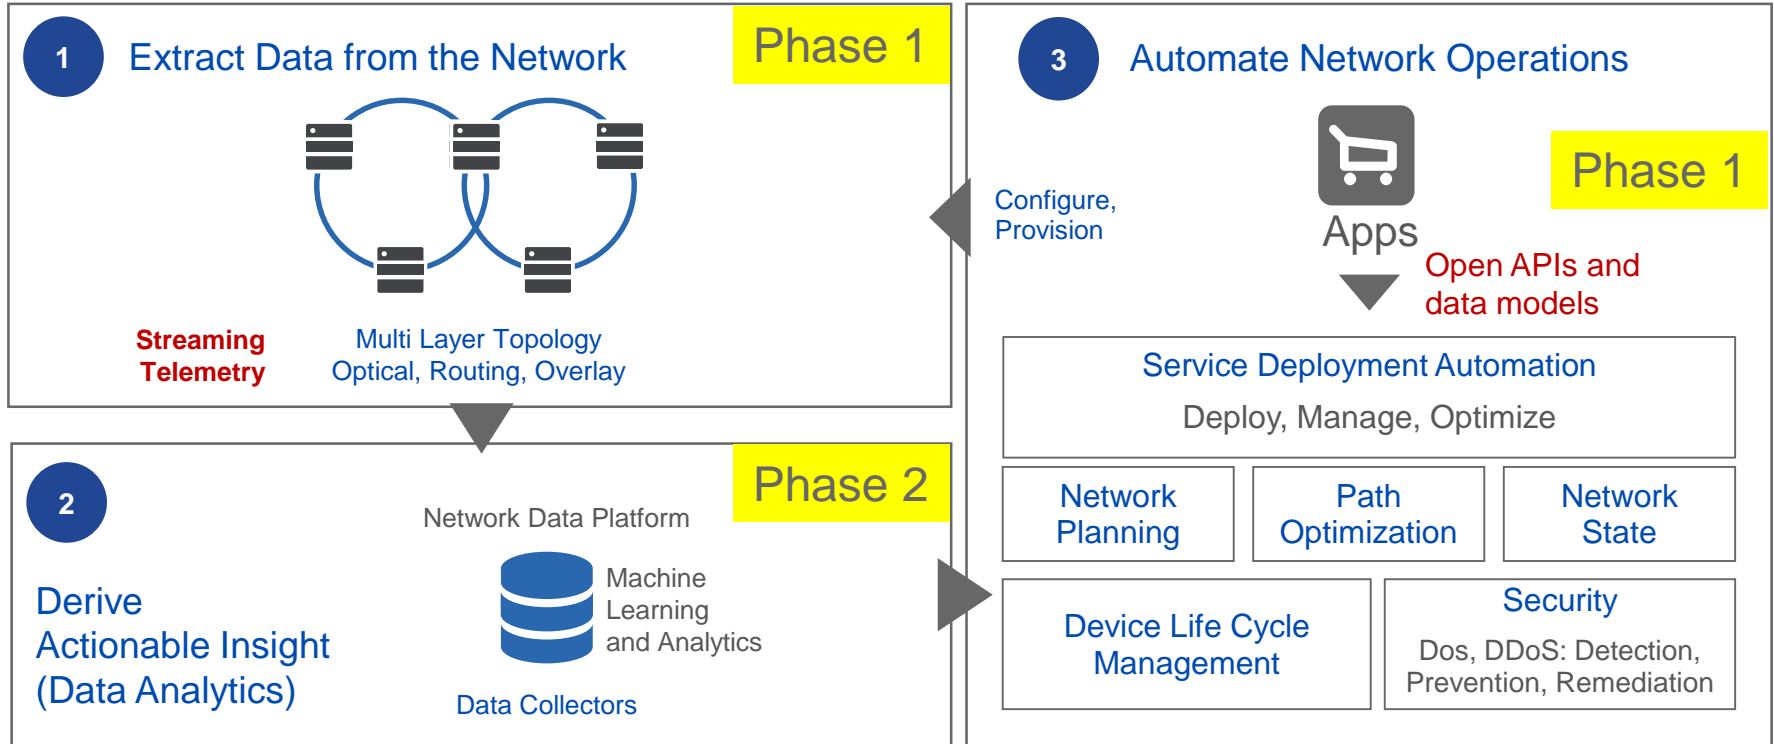 1
Extract Data from the Network
Phase 1
Streaming
Telemetry
Multi Layer Topology
Optical, Routing, Overlay
2
Phase 2
Network Data Platform
Machine
Learning
and Analytics
Derive
Actionable Insight
(Data Analytics)
Data Collectors
3
Automate Network Operations
Phase 1
Configure,
Provision
Apps
Open APIs and
data models
Service Deployment Automation
Deploy, Manage, Optimize
Network
Planning
Path
Optimization
Network
State
Device Life Cycle
Management
Security
Dos, DDoS: Detection,
Prevention, Remediation